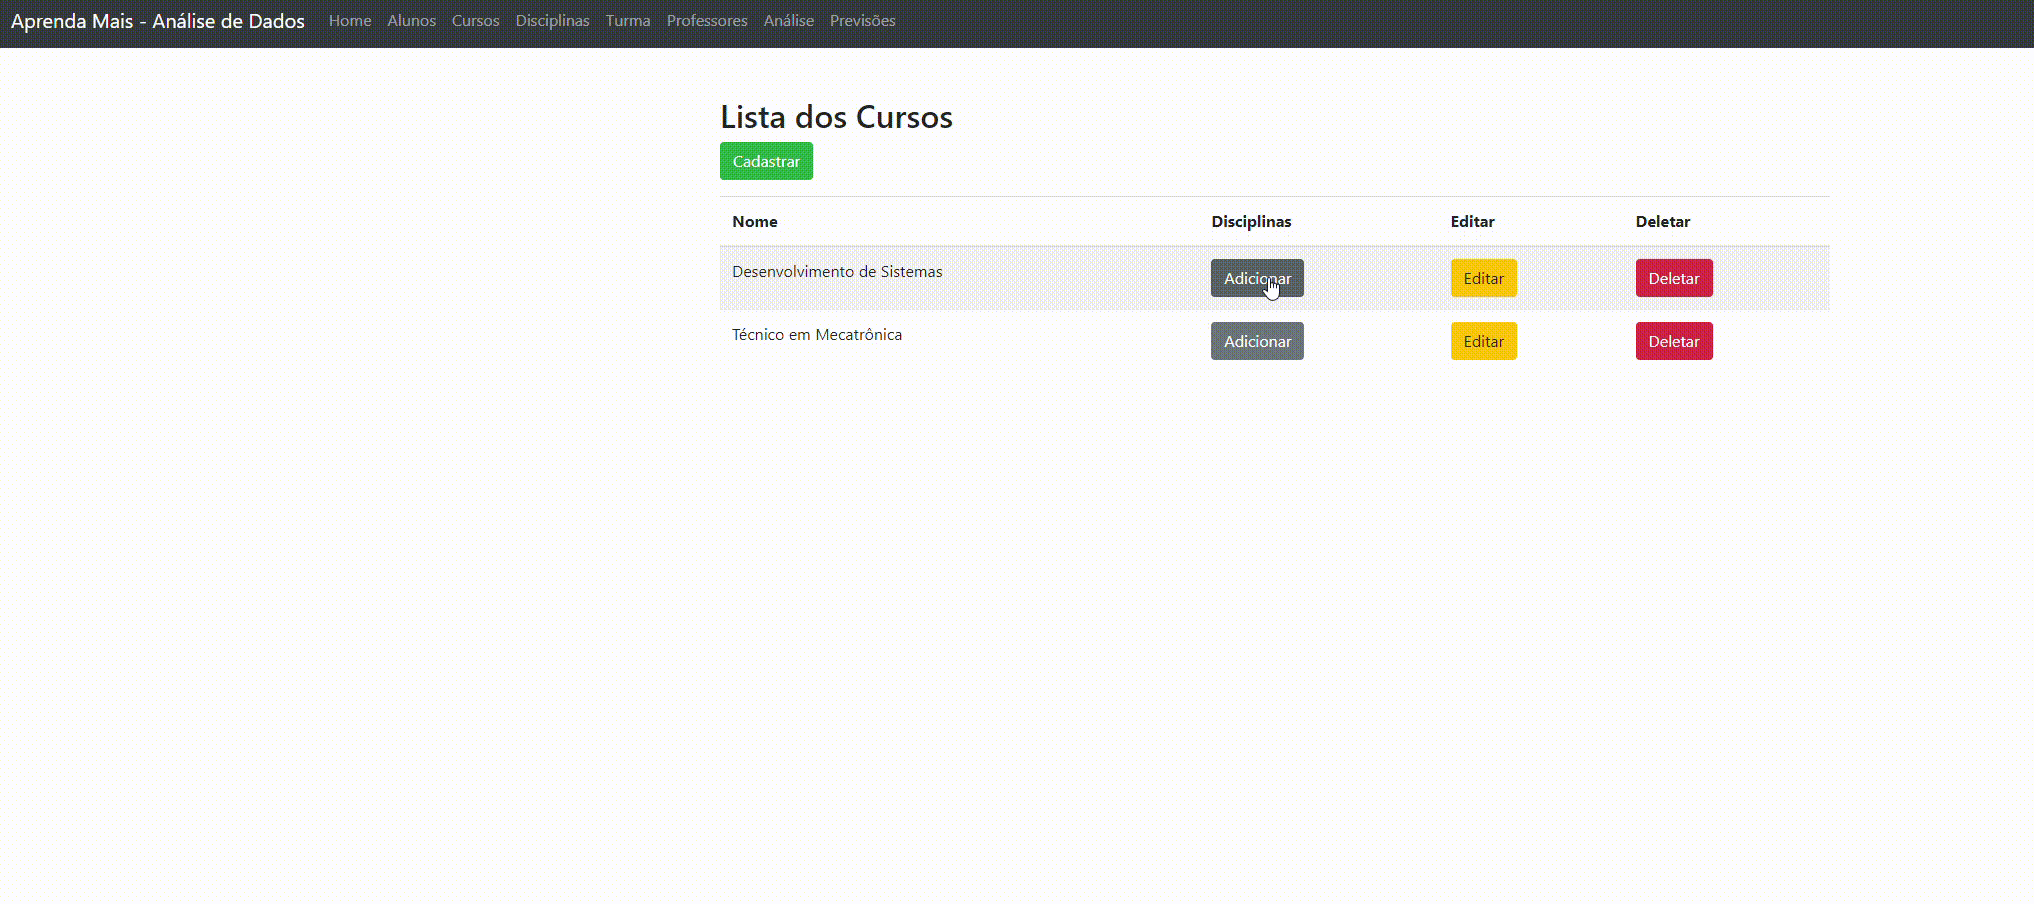 Aprenda Mais - Análise de Dados Home Alunos Cursos Disciplinas Turma Professores Análise Previsões
Lista dos Cursos
Cadastrar
Nome Disciplinas Editar Deletar
Desenvolvimento de Sistemas Adicionar Editar Deletar
Técnico em Mecatrônica Adicionar Editar Deletar